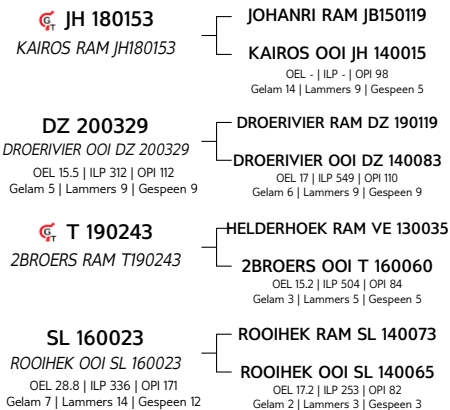 GT JH 180153
KAIROS RAM JH180153
JOHANRI RAM JB150119
KAIROS OOI JH 140015
OEL - | ILP - | OPI 98
Gelam 14 | Lammers 9 | Gespeen 5
DZ 200329
DROERIVIER OOI DZ 200329
OEL 15.5 | ILP 312 | OPI 112
Gelam 5 | Lammers 9 | Gespeen 9
DROERIVIER RAM DZ 190119
DROERIVIER OOI DZ 140083
OEL 17 | ILP 549 | OPI 110
Gelam 6 | Lammers 9 | Gespeen 9
GT T 190243
2BROERS RAM T190243
HELDERHOEK RAM VE 130035
2BROERS OOI T 160060
OEL 15.2 | ILP 504 | OPI 84
Gelam 3 | Lammers 5 | Gespeen 5
SL 160023
ROOIHEK OOI SL 160023
OEL 28.8 | ILP 336 | OPI 171
Gelam 7 | Lammers 14 | Gespeen 12
ROOIHEK RAM SL 140073
ROOIHEK OOI SL 140065
OEL 17.2 | ILP 253 | OPI 82
Gelam 2 | Lammers 3 | Gespeen 3